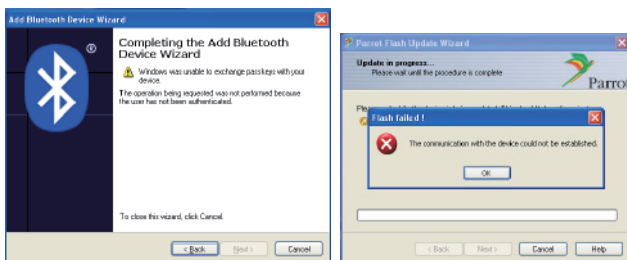 Add Bluetooth Device Wizard
®
Completing the Add Bluetooth
Device Wizard
Windows was unable to exchange passkeys with your
device.
The operation being requested was not performed because
the user has not been authenticated.
To close this wizard, click Cancel.
< Back
Next >
Cancel
Parrot Flash Update Wizard
Update in progress...
Please wait until the procedure is complete
Parrot
Flash failed !
The communication with the device could not be established.
OK
< Back
Next >
Cancel
Help